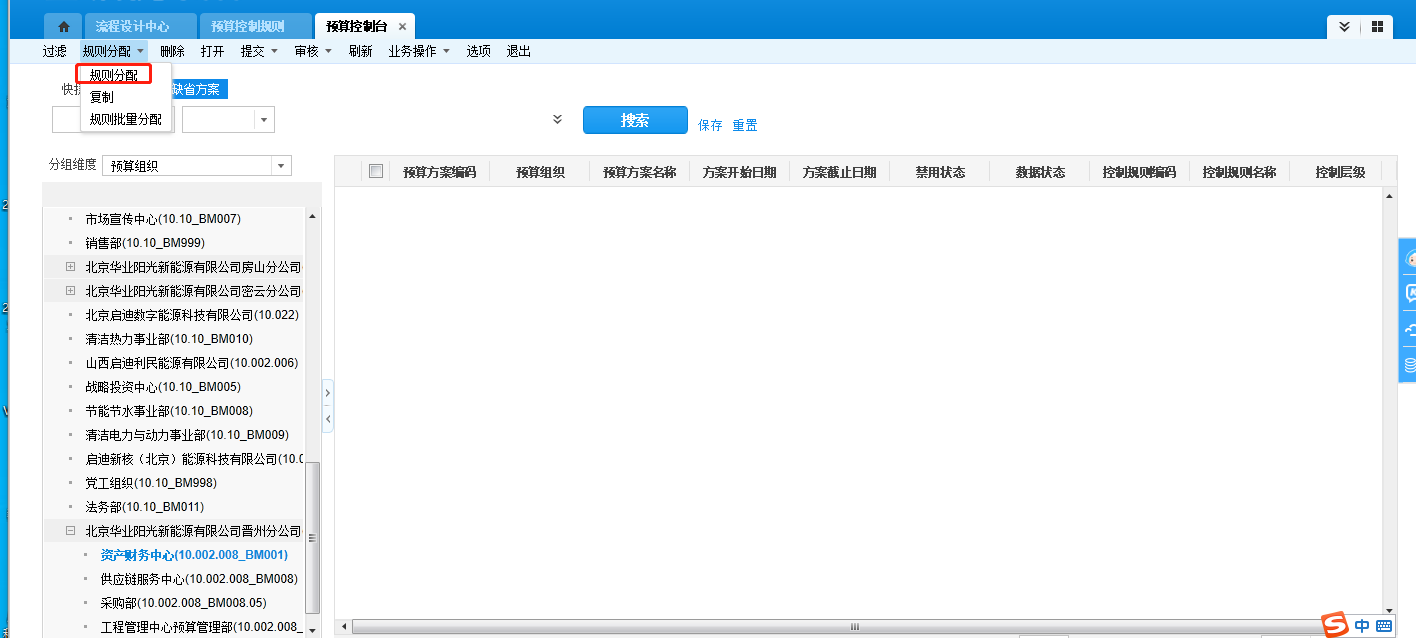 流程设计中心 预算控制规则 预算控制台 ×
过滤 规则分配 删除 打开 提交 审核 刷新 业务操作 选项 退出
规则分配
复制
规则批量分配
快 缺省方案
搜索 保存 重置
分组维度 预算组织
预算方案编码 预算组织 预算方案名称 方案开始日期 方案截止日期 禁用状态 数据状态 控制规则编码 控制规则名称 控制层级
市场宣传中心(10.10_BM007)
销售部(10.10_BM999)
北京华业阳光新能源有限公司房山分公司
北京华业阳光新能源有限公司密云分公司
北京启迪数字能源科技有限公司(10.022)
清洁热力事业部(10.10_BM010)
山西启迪利民能源有限公司(10.002.006)
战略投资中心(10.10_BM005)
节能节水事业部(10.10_BM008)
清洁电力与动力事业部(10.10_BM009)
启迪新核（北京）能源科技有限公司(10.0
党工组织(10.10_BM998)
法务部(10.10_BM011)
北京华业阳光新能源有限公司晋州分公司
资产财务中心(10.002.008_BM001)
供应链服务中心(10.002.008_BM008)
采购部(10.002.008_BM008.05)
工程管理中心预算管理部(10.002.008_
中